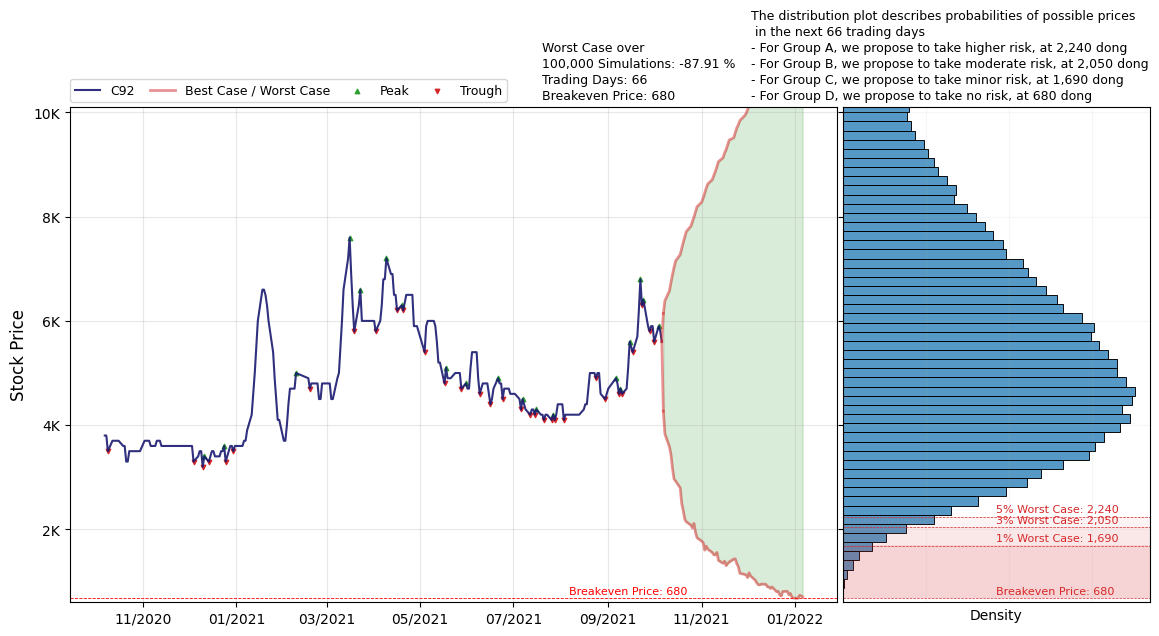 The distribution plot describes probabilities of possible prices
in the next 66 trading days
- For Group A, we propose to take higher risk, at 2,240 dong
- For Group B, we propose to take moderate risk, at 2,050 dong
- For Group C, we propose to take minor risk, at 1,690 dong
- For Group D, we propose to take no risk, at 680 dong
Worst Case over
100,000 Simulations: -87.91 %
Trading Days: 66
Breakeven Price: 680
C92
Best Case / Worst Case
Peak
Trough
Stock Price
10K
8K
6K
4K
2K
11/2020
01/2021
03/2021
05/2021
07/2021
09/2021
11/2021
01/2022
Breakeven Price: 680
5% Worst Case: 2,240
3% Worst Case: 2,050
1% Worst Case: 1,690
Breakeven Price: 680
Density